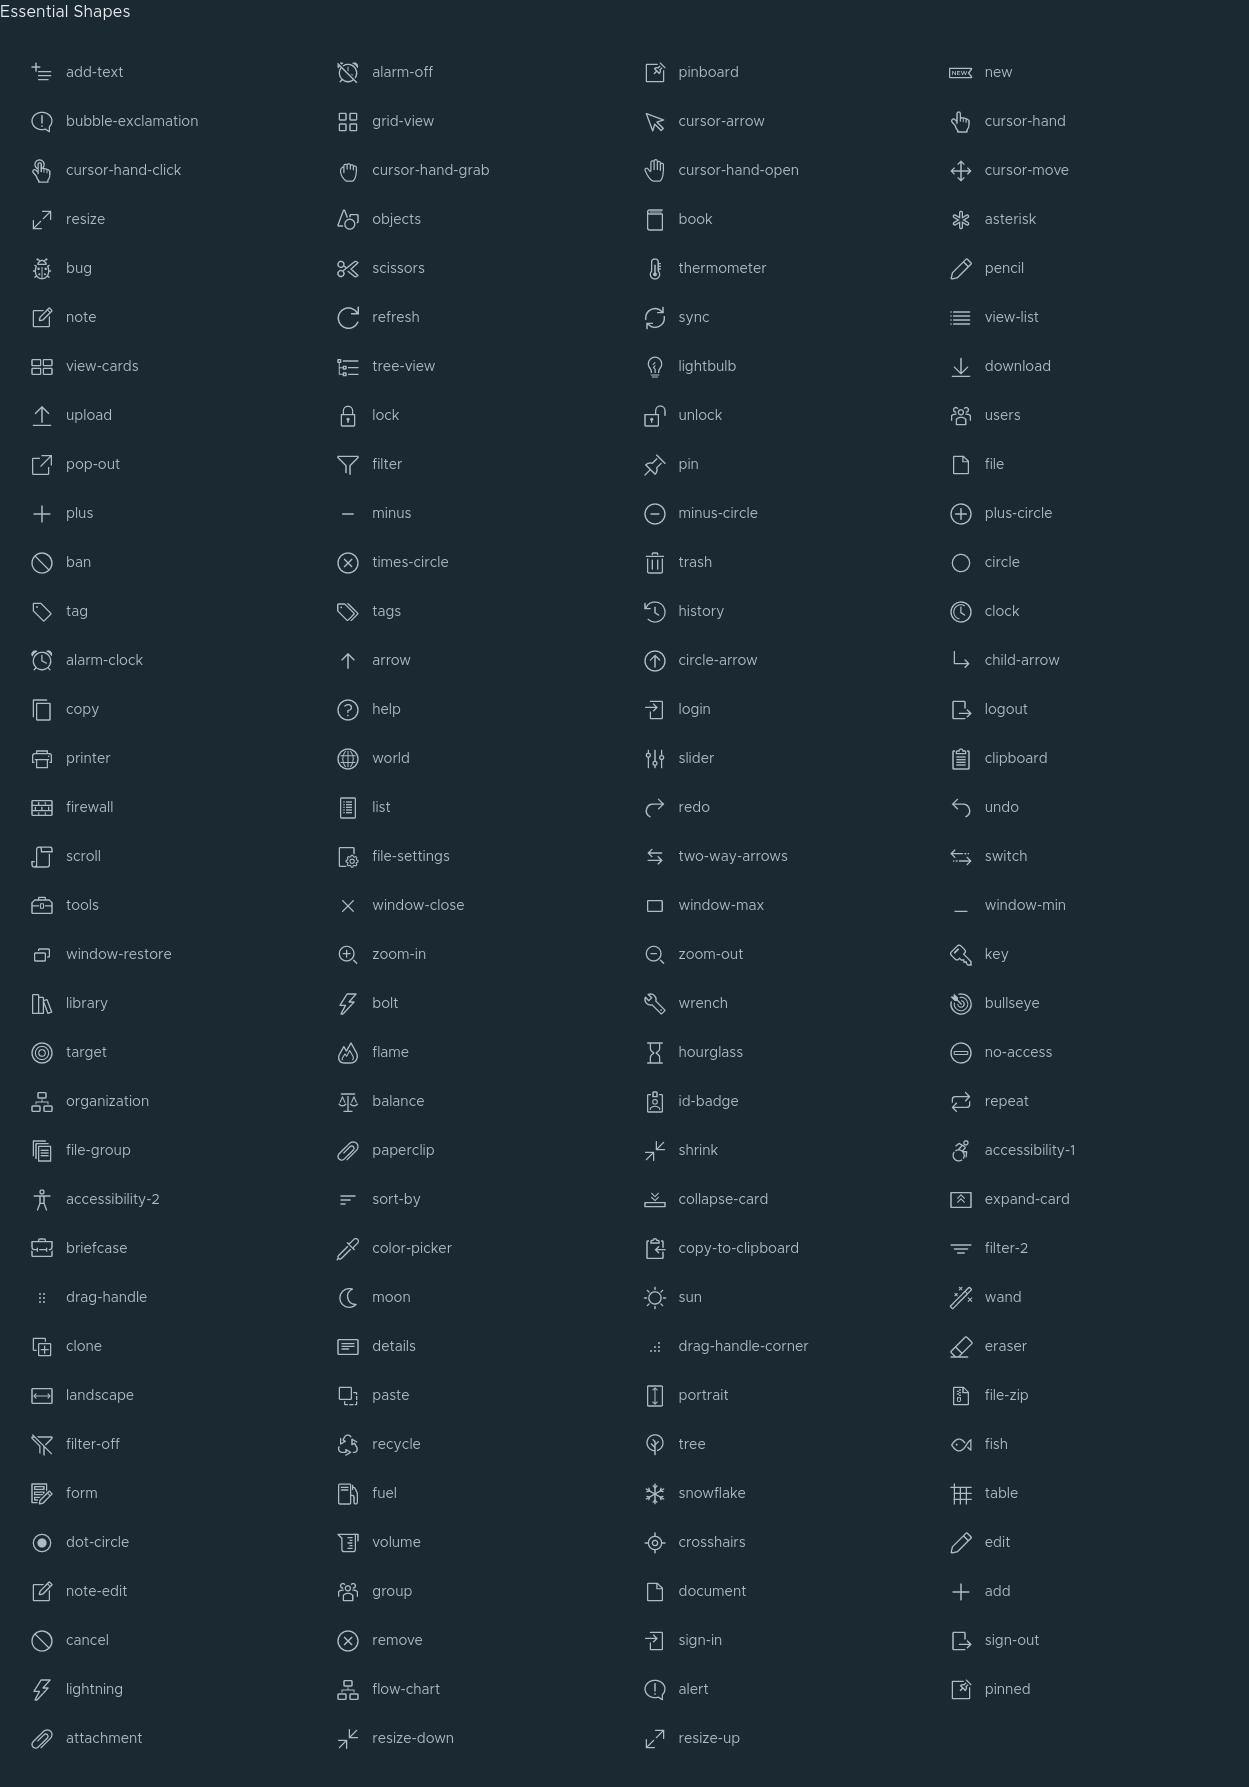 Essential Shapes
add-text alarm-off pinboard NEW new
bubble-exclamation grid-view cursor-arrow cursor-hand
cursor-hand-click cursor-hand-grab cursor-hand-open cursor-move
resize objects book asterisk
bug scissors thermometer pencil
note refresh sync view-list
view-cards tree-view lightbulb download
upload lock unlock users
pop-out filter pin file
plus minus minus-circle plus-circle
ban times-circle trash circle
tag tags history clock
alarm-clock arrow circle-arrow child-arrow
copy help login logout
printer world slider clipboard
firewall list redo undo
scroll file-settings two-way-arrows switch
tools window-close window-max window-min
window-restore zoom-in zoom-out key
library bolt wrench bullseye
target flame hourglass no-access
organization balance id-badge repeat
file-group paperclip shrink accessibility-1
accessibility-2 sort-by collapse-card expand-card
briefcase color-picker copy-to-clipboard filter-2
drag-handle moon sun wand
clone details drag-handle-corner eraser
landscape paste portrait file-zip
filter-off recycle tree fish
form fuel snowflake table
dot-circle volume crosshairs edit
note-edit group document add
cancel remove sign-in sign-out
lightning flow-chart alert pinned
attachment resize-down resize-up